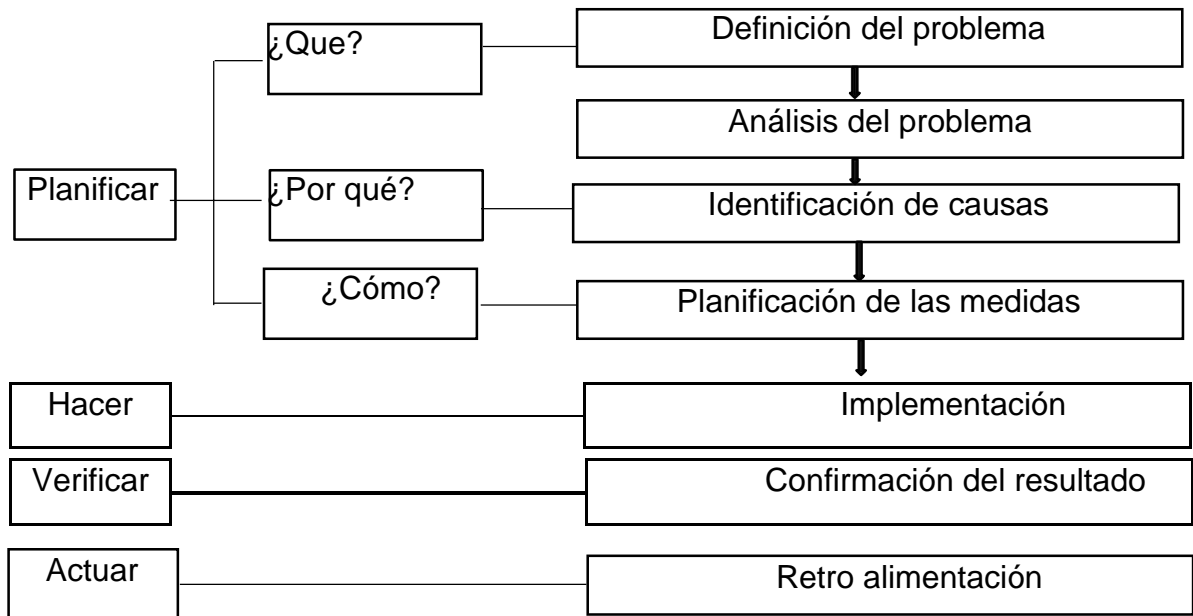 ¿Que?
Definición del problema
Análisis del problema
Planificar
¿Por qué?
Identificación de causas
¿Cómo?
Planificación de las medidas
Hacer
Implementación
Verificar
Confirmación del resultado
Actuar
Retro alimentación